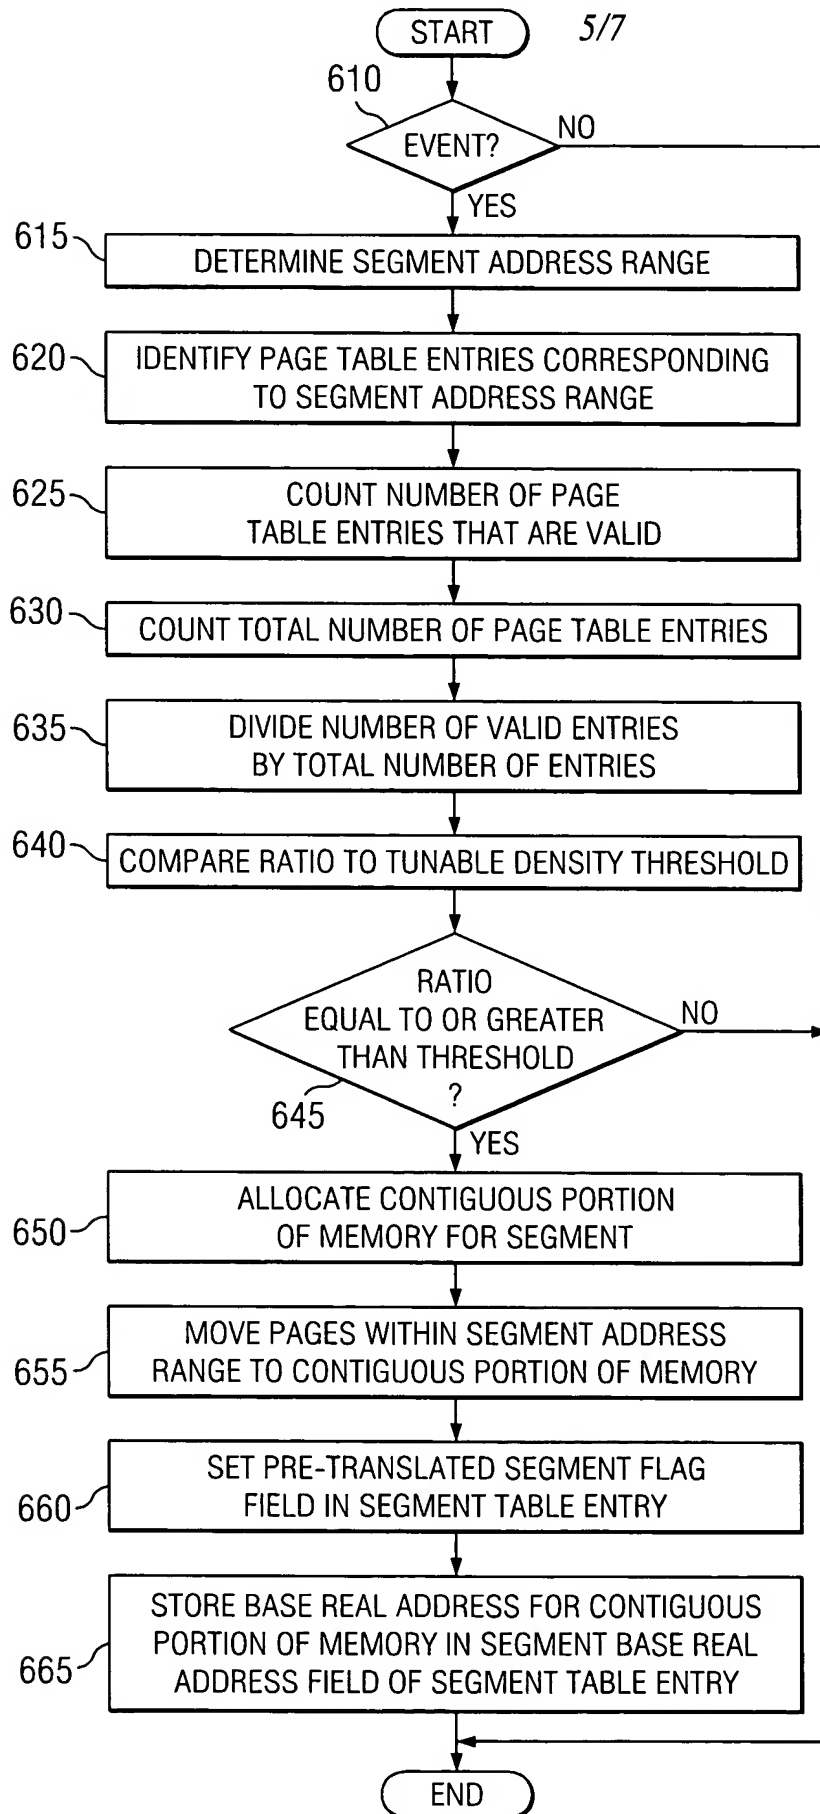 START
5/7
610
EVENT?
NO
YES
615
DETERMINE SEGMENT ADDRESS RANGE
620
IDENTIFY PAGE TABLE ENTRIES CORRESPONDING
TO SEGMENT ADDRESS RANGE
625
COUNT NUMBER OF PAGE
TABLE ENTRIES THAT ARE VALID
630
COUNT TOTAL NUMBER OF PAGE TABLE ENTRIES
635
DIVIDE NUMBER OF VALID ENTRIES
BY TOTAL NUMBER OF ENTRIES
640
COMPARE RATIO TO TUNABLE DENSITY THRESHOLD
RATIO
EQUAL TO OR GREATER
THAN THRESHOLD
?
NO
645
YES
650
ALLOCATE CONTIGUOUS PORTION
OF MEMORY FOR SEGMENT
655
MOVE PAGES WITHIN SEGMENT ADDRESS
RANGE TO CONTIGUOUS PORTION OF MEMORY
660
SET PRE-TRANSLATED SEGMENT FLAG
FIELD IN SEGMENT TABLE ENTRY
665
STORE BASE REAL ADDRESS FOR CONTIGUOUS
PORTION OF MEMORY IN SEGMENT BASE REAL
ADDRESS FIELD OF SEGMENT TABLE ENTRY
END